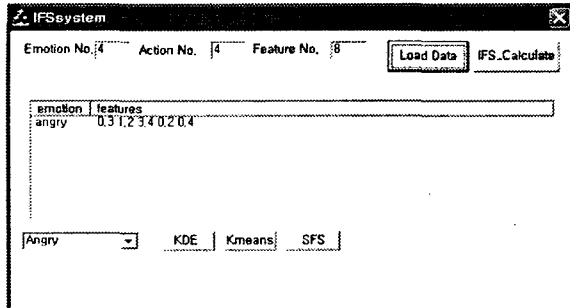 IFSsystem
Emotion No. 4 Action No. 4 Feature No. 8 Load Data IFS_Calculate
emotion features
angry 0,3 1,2 3,4 0,2 0,4
Angry KDE Kmeans SFS